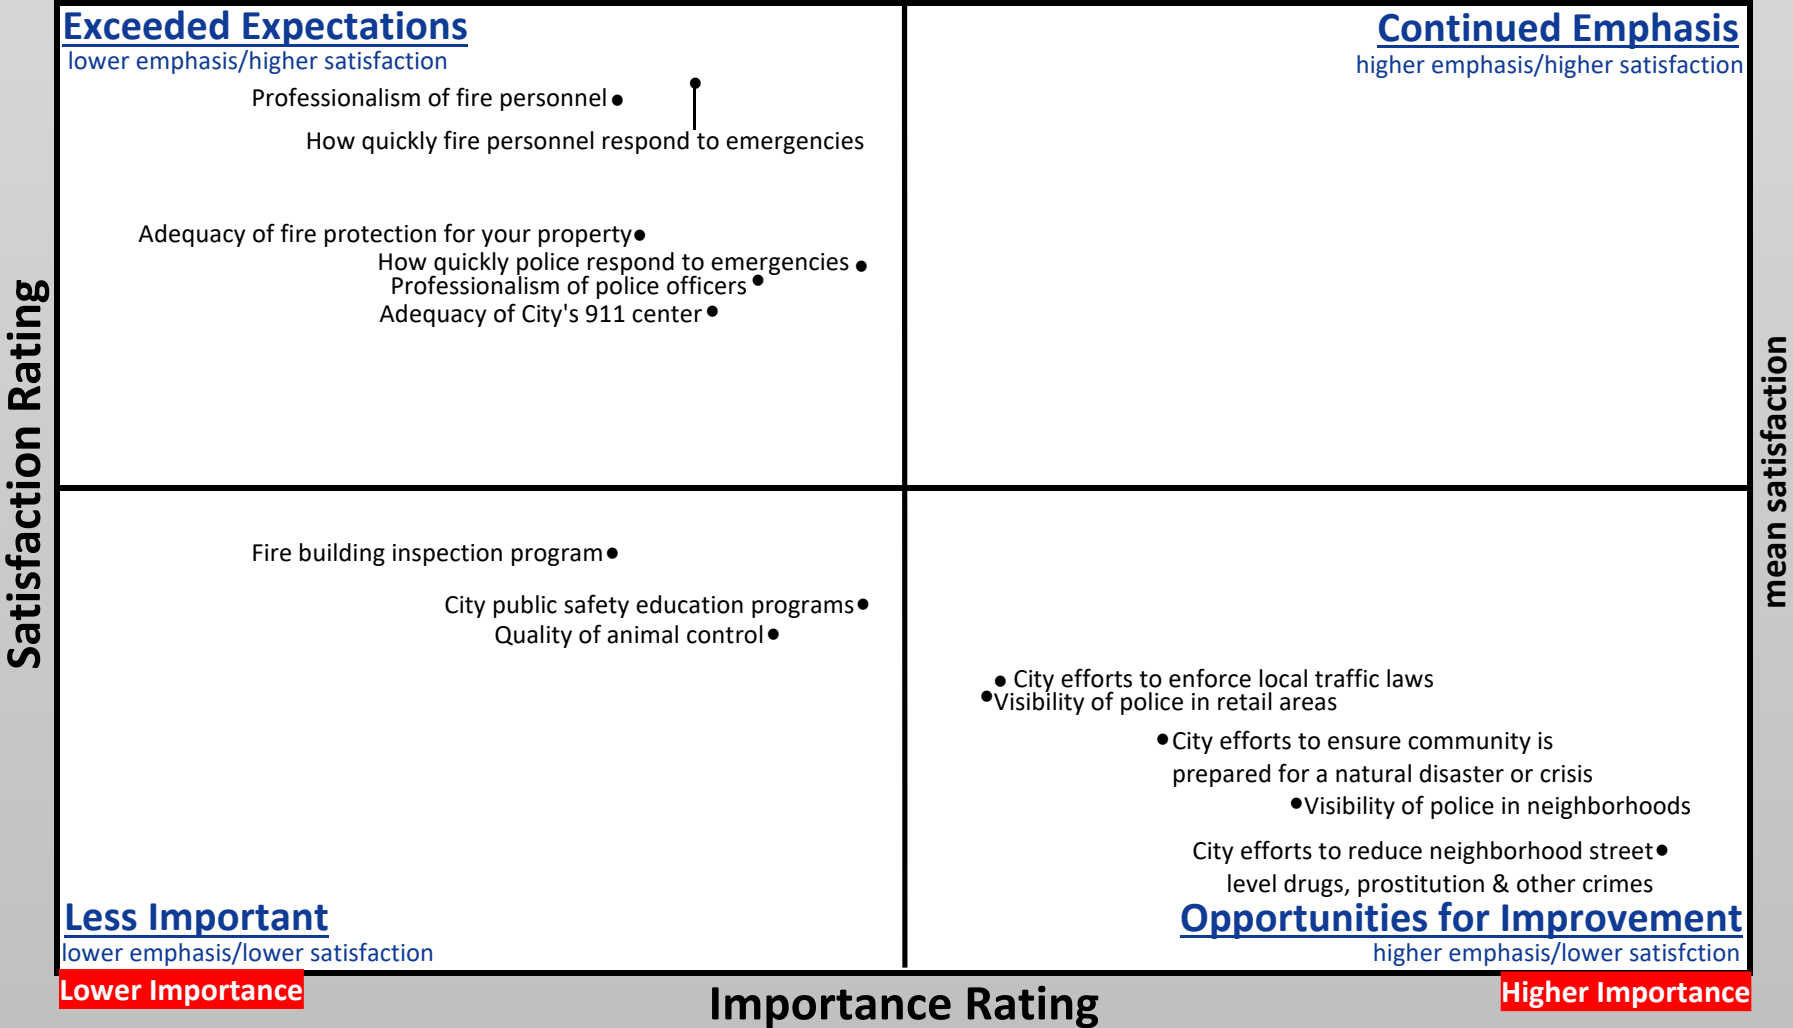 Exceeded Expectations
lower emphasis/higher satisfaction
Continued Emphasis
higher emphasis/higher satisfaction
Professionalism of fire personnel
How quickly fire personnel respond to emergencies
Adequacy of fire protection for your property
How quickly police respond to emergencies
Professionalism of police officers
Adequacy of City's 911 center
Satisfaction Rating
mean satisfaction
Fire building inspection program
City public safety education programs
Quality of animal control
City efforts to enforce local traffic laws
Visibility of police in retail areas
City efforts to ensure community is
prepared for a natural disaster or crisis
Visibility of police in neighborhoods
City efforts to reduce neighborhood street
level drugs, prostitution & other crimes
Less Important
lower emphasis/lower satisfaction
Opportunities for Improvement
higher emphasis/lower satisfction
Lower Importance
Importance Rating
Higher Importance